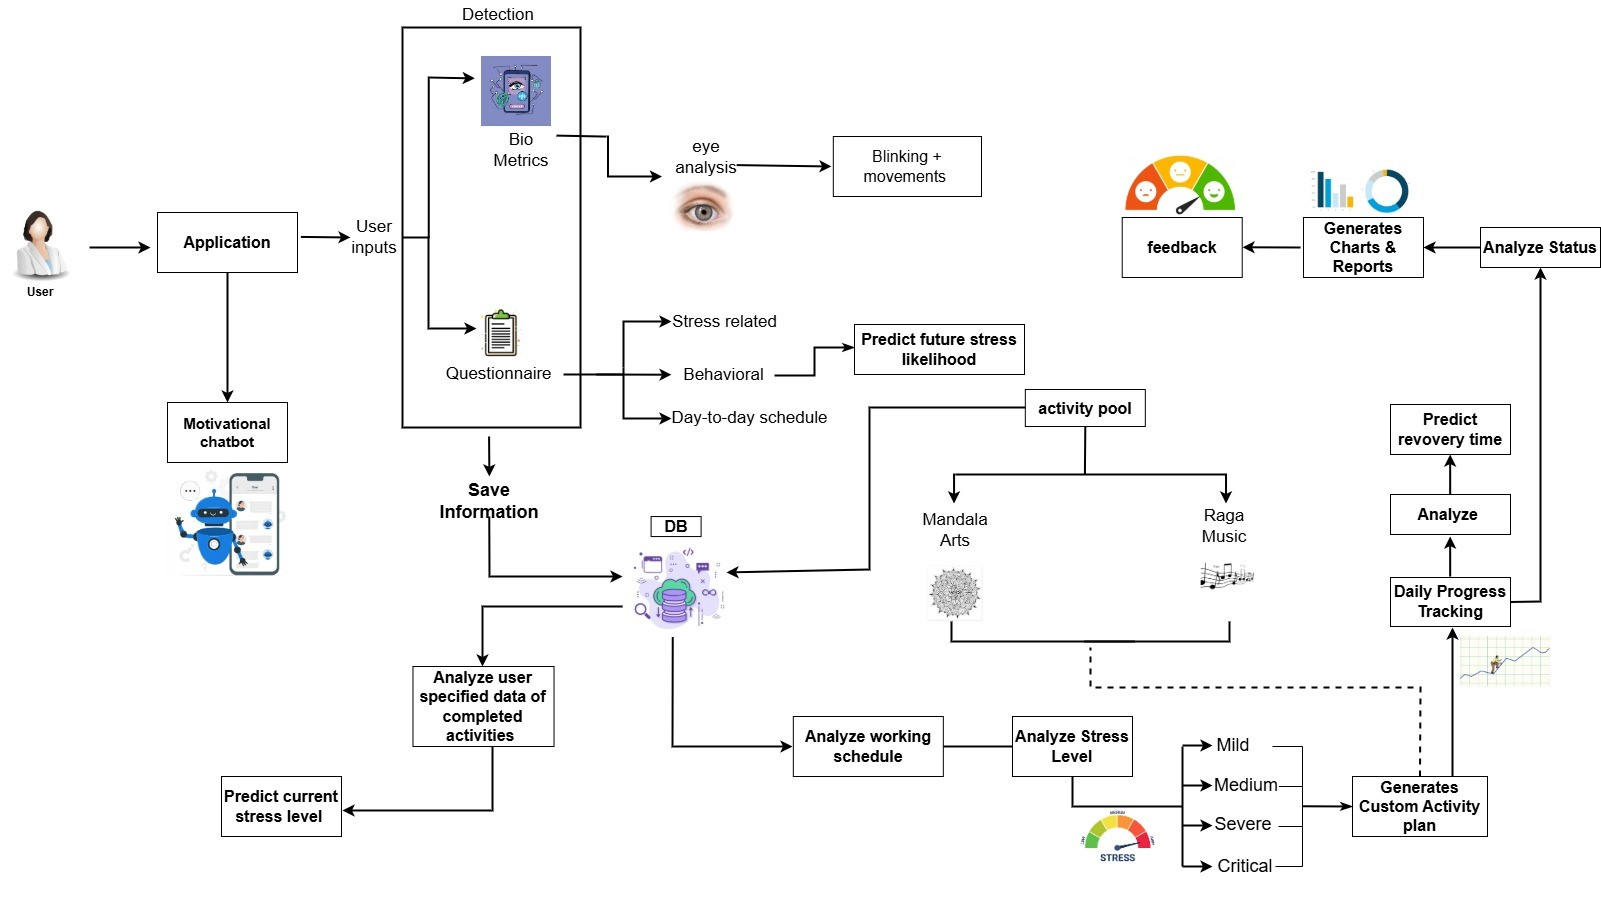 Detection
Bio
Metrics
eye
analysis
Blinking +
movements
User
Application
User
inputs
Motivational
chatbot
Questionnaire
Stress related
Behavioral
Day-to-day schedule
Predict future stress
likelihood
feedback
Generates
Charts &
Reports
Analyze Status
Save
Information
DB
activity pool
Mandala
Arts
Raga
Music
Predict
revovery time
Analyze
Daily Progress
Tracking
Analyze user
specified data of
completed
activities
Predict current
stress level
Analyze working
schedule
Analyze Stress
Level
STRESS
Mild
Medium
Severe
Critical
Generates
Custom Activity
plan